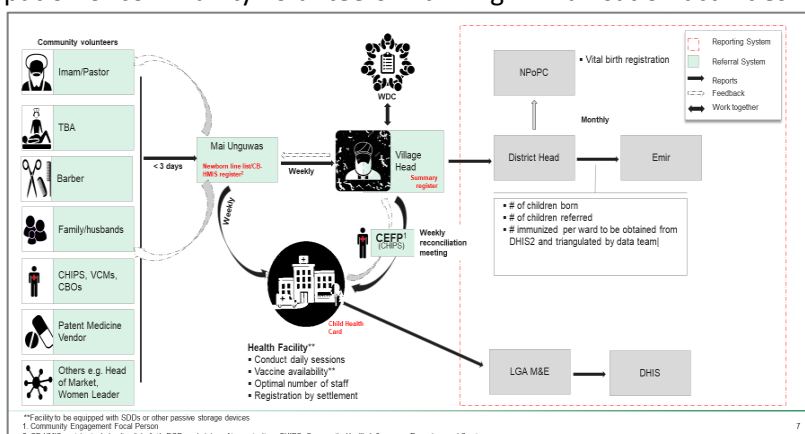 Community volunteers
Imam/Pastor
TBA
Barber
Family/husbands
CHIPS, VCMs,
CBOs
Patent Medicine
Vendor
Others e.g. Head
of Market,
Women Leader
< 3 days
Mai Unguwas
Newborn line list/CB-
HMIS register²
Weekly
Weekly
WDC
Village
Head
Summary
register
CEFP¹
(CHIPS)
Weekly
reconciliation
meeting
Child Health
Card
Health Facility**
▪ Conduct daily sessions
▪ Vaccine availability**
▪ Optimal number of staff
▪ Registration by settlement
NPoPC
▪ Vital birth registration
Monthly
District Head
Emir
▪ # of children born
▪ # of children referred
▪ # immunized per ward to be obtained from
DHIS2 and triangulated by data team|
LGA M&E
DHIS
Reporting System
Referral System
Reports
Feedback
Work together
**Facility to be equipped with SDDs or other passive storage devices
1. Community Engagement Focal Person
7